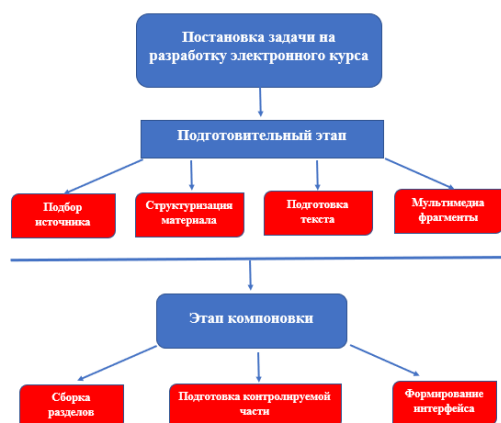 Постановка задачи на
разработку электронного курса
Подготовительный этап
Подбор
источника
Структуризация
материала
Подготовка
текста
Мультимедиа
фрагменты
Этап компоновки
Сборка
разделов
Подготовка контролируемой
части
Формирование
интерфейса